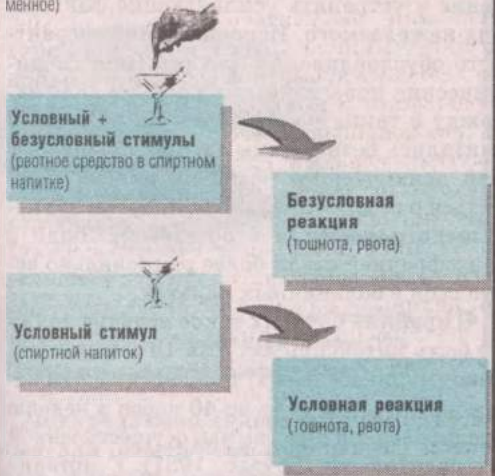 менное)
Условный +
безусловный стимулы
(рвотное средство в спиртном
напитке)
Безусловная
реакция
(тошнота, рвота)
Условный стимул
(спиртной напиток)
Условная реакция
(тошнота, рвота)